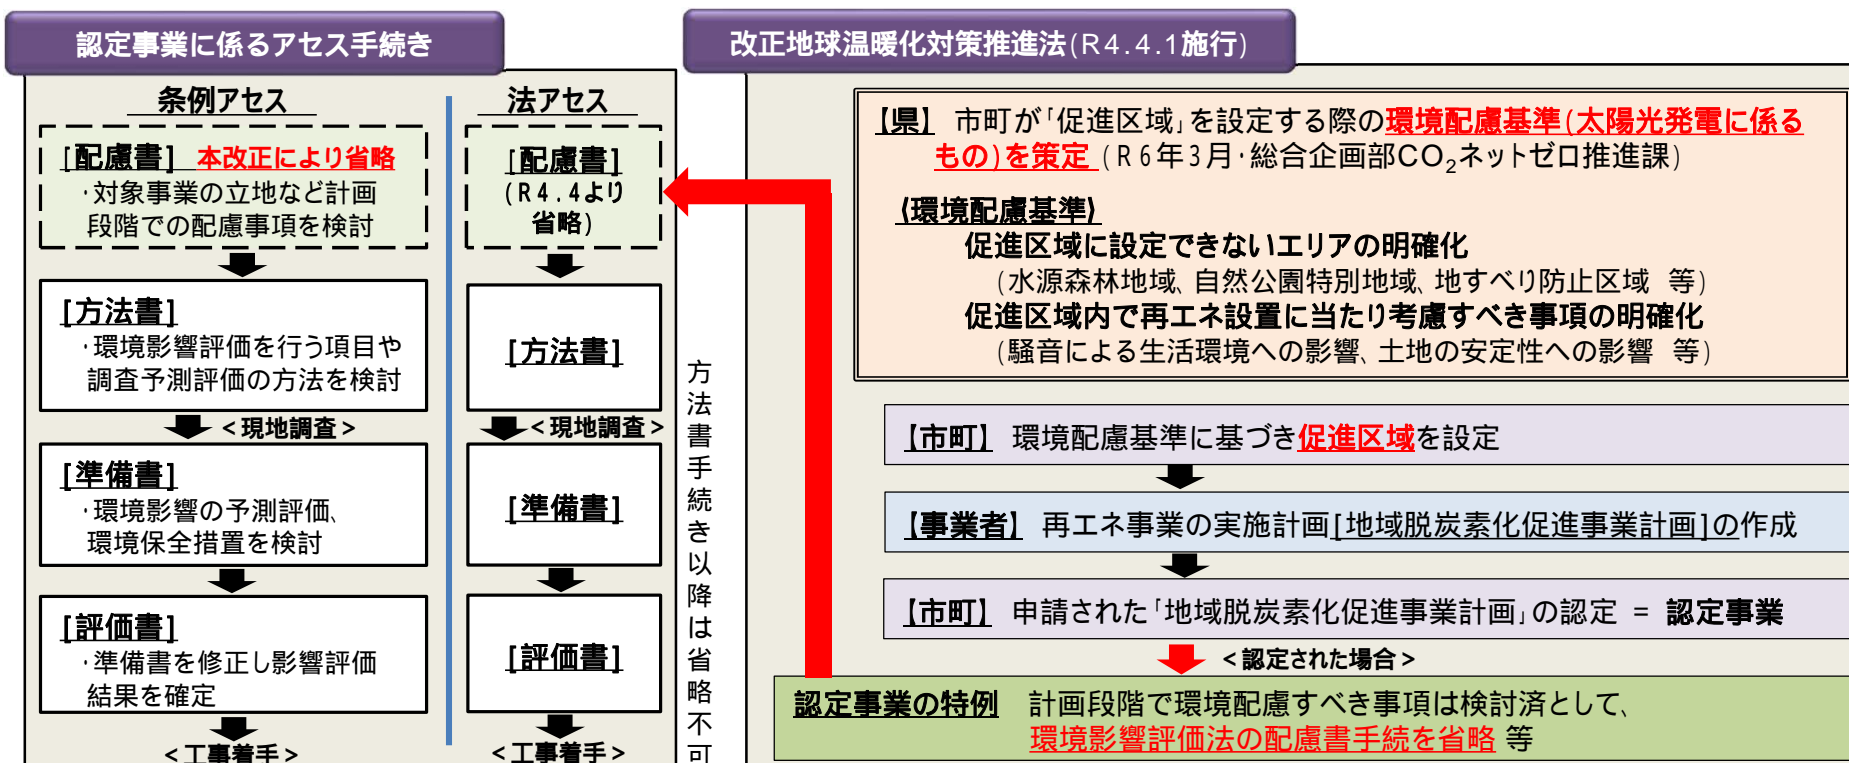 認定事業に係るアセス手続き
条例アセス
[配慮書] 本改正により省略
・対象事業の立地など計画
段階での配慮事項を検討
[方法書]
・環境影響評価を行う項目や
調査予測評価の方法を検討
<現地調査>
[準備書]
・環境影響の予測評価、
環境保全措置を検討
[評価書]
・準備書を修正し影響評価
結果を確定
<工事着手>
法アセス
[配慮書]
(R4.4より
省略)
[方法書]
<現地調査>
[準備書]
[評価書]
<工事着手>
方法書手続き以降は省略不可
改正地球温暖化対策推進法(R4.4.1施行)
【県】 市町が「促進区域」を設定する際の環境配慮基準(太陽光発電に係る
もの)を策定 (R6年3月・総合企画部CO₂ネットゼロ推進課)
〈環境配慮基準〉
促進区域に設定できないエリアの明確化
(水源森林地域、自然公園特別地域、地すべり防止区域 等)
促進区域内で再エネ設置に当たり考慮すべき事項の明確化
(騒音による生活環境への影響、土地の安定性への影響 等)
【市町】 環境配慮基準に基づき促進区域を設定
【事業者】 再エネ事業の実施計画[地域脱炭素化促進事業計画]の作成
【市町】 申請された「地域脱炭素化促進事業計画」の認定 = 認定事業
<認定された場合>
認定事業の特例 計画段階で環境配慮すべき事項は検討済として、
環境影響評価法の配慮書手続を省略 等